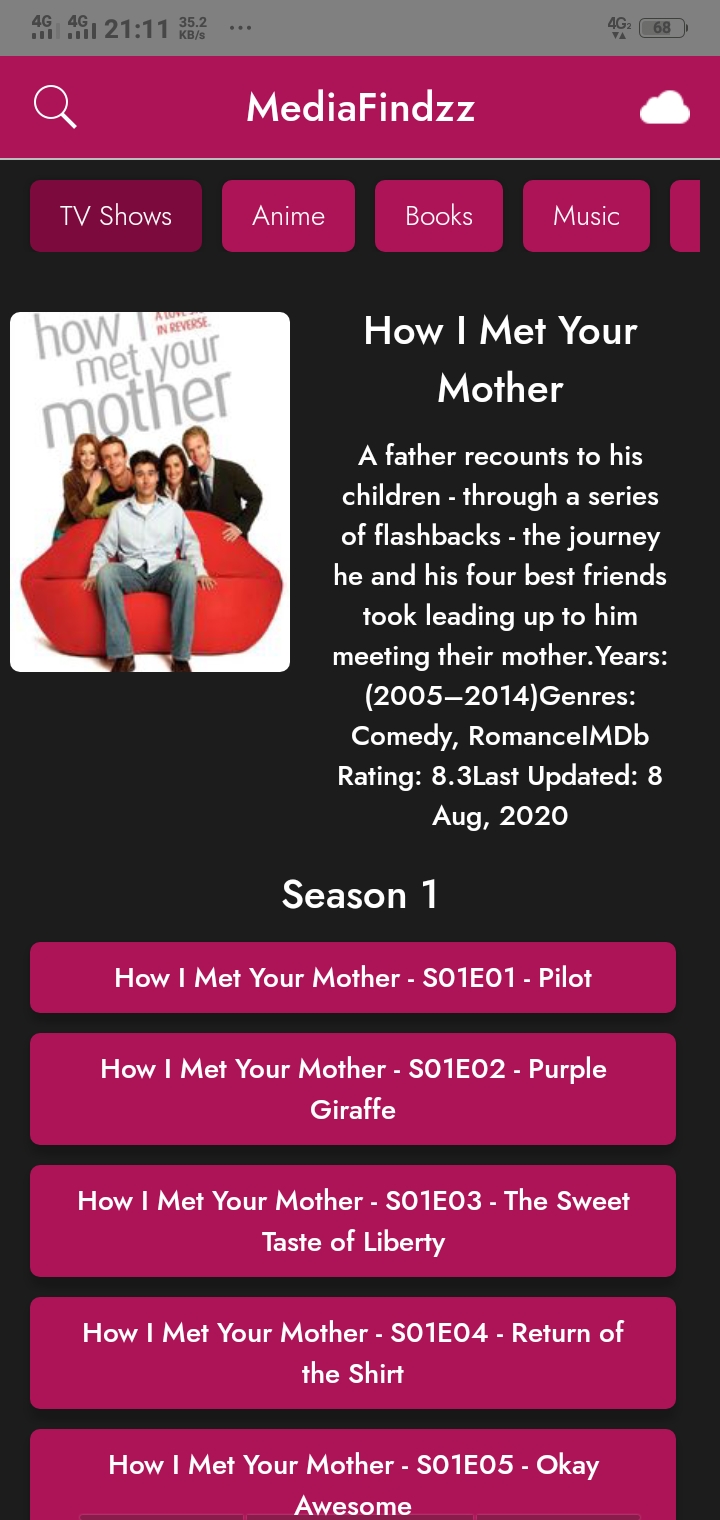 4G 4G 21:11 35.2 KB/s ... 4G2 68
MediaFindzz
TV Shows Anime Books Music
how I
A LOVE
IN REVERSE.
met your
mother
How I Met Your
Mother
A father recounts to his
children - through a series
of flashbacks - the journey
he and his four best friends
took leading up to him
meeting their mother.Years:
(2005–2014)Genres:
Comedy, RomanceIMDb
Rating: 8.3Last Updated: 8
Aug, 2020
Season 1
How I Met Your Mother - S01E01 - Pilot
How I Met Your Mother - S01E02 - Purple
Giraffe
How I Met Your Mother - S01E03 - The Sweet
Taste of Liberty
How I Met Your Mother - S01E04 - Return of
the Shirt
How I Met Your Mother - S01E05 - Okay
Awesome